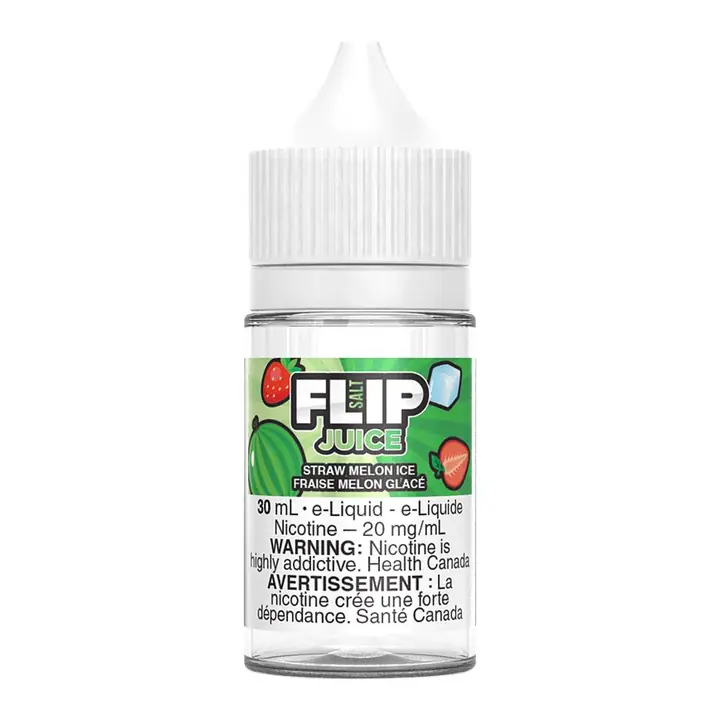 FLIP
SALT
JUICE
STRAW MELON ICE
FRAISE MELON GLACÉ
30 mL • e-Liquid - e-Liquide
Nicotine – 20 mg/mL
WARNING: Nicotine is
highly addictive. Health Canada
AVERTISSEMENT : La
nicotine crée une forte
dépendance. Santé Canada